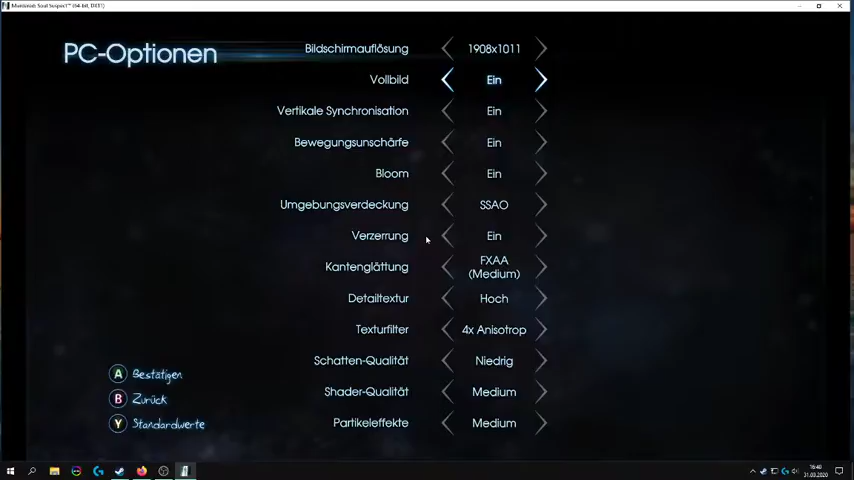 Murdered: Soul Suspect™ (64-bit, DX11)
PC-Optionen
Bildschirmauflösung 1908x1011
Vollbild Ein
Vertikale Synchronisation Ein
Bewegungsunschärfe Ein
Bloom Ein
Umgebungsverdeckung SSAO
Verzerrung Ein
Kantenglättung FXAA
(Medium)
Detailtextur Hoch
Texturfilter 4x Anisotrop
Schatten-Qualität Niedrig
Shader-Qualität Medium
Partikeleffekte Medium
A Bestätigen
B Zurück
Y Standardwerte
16:40
31.03.2020